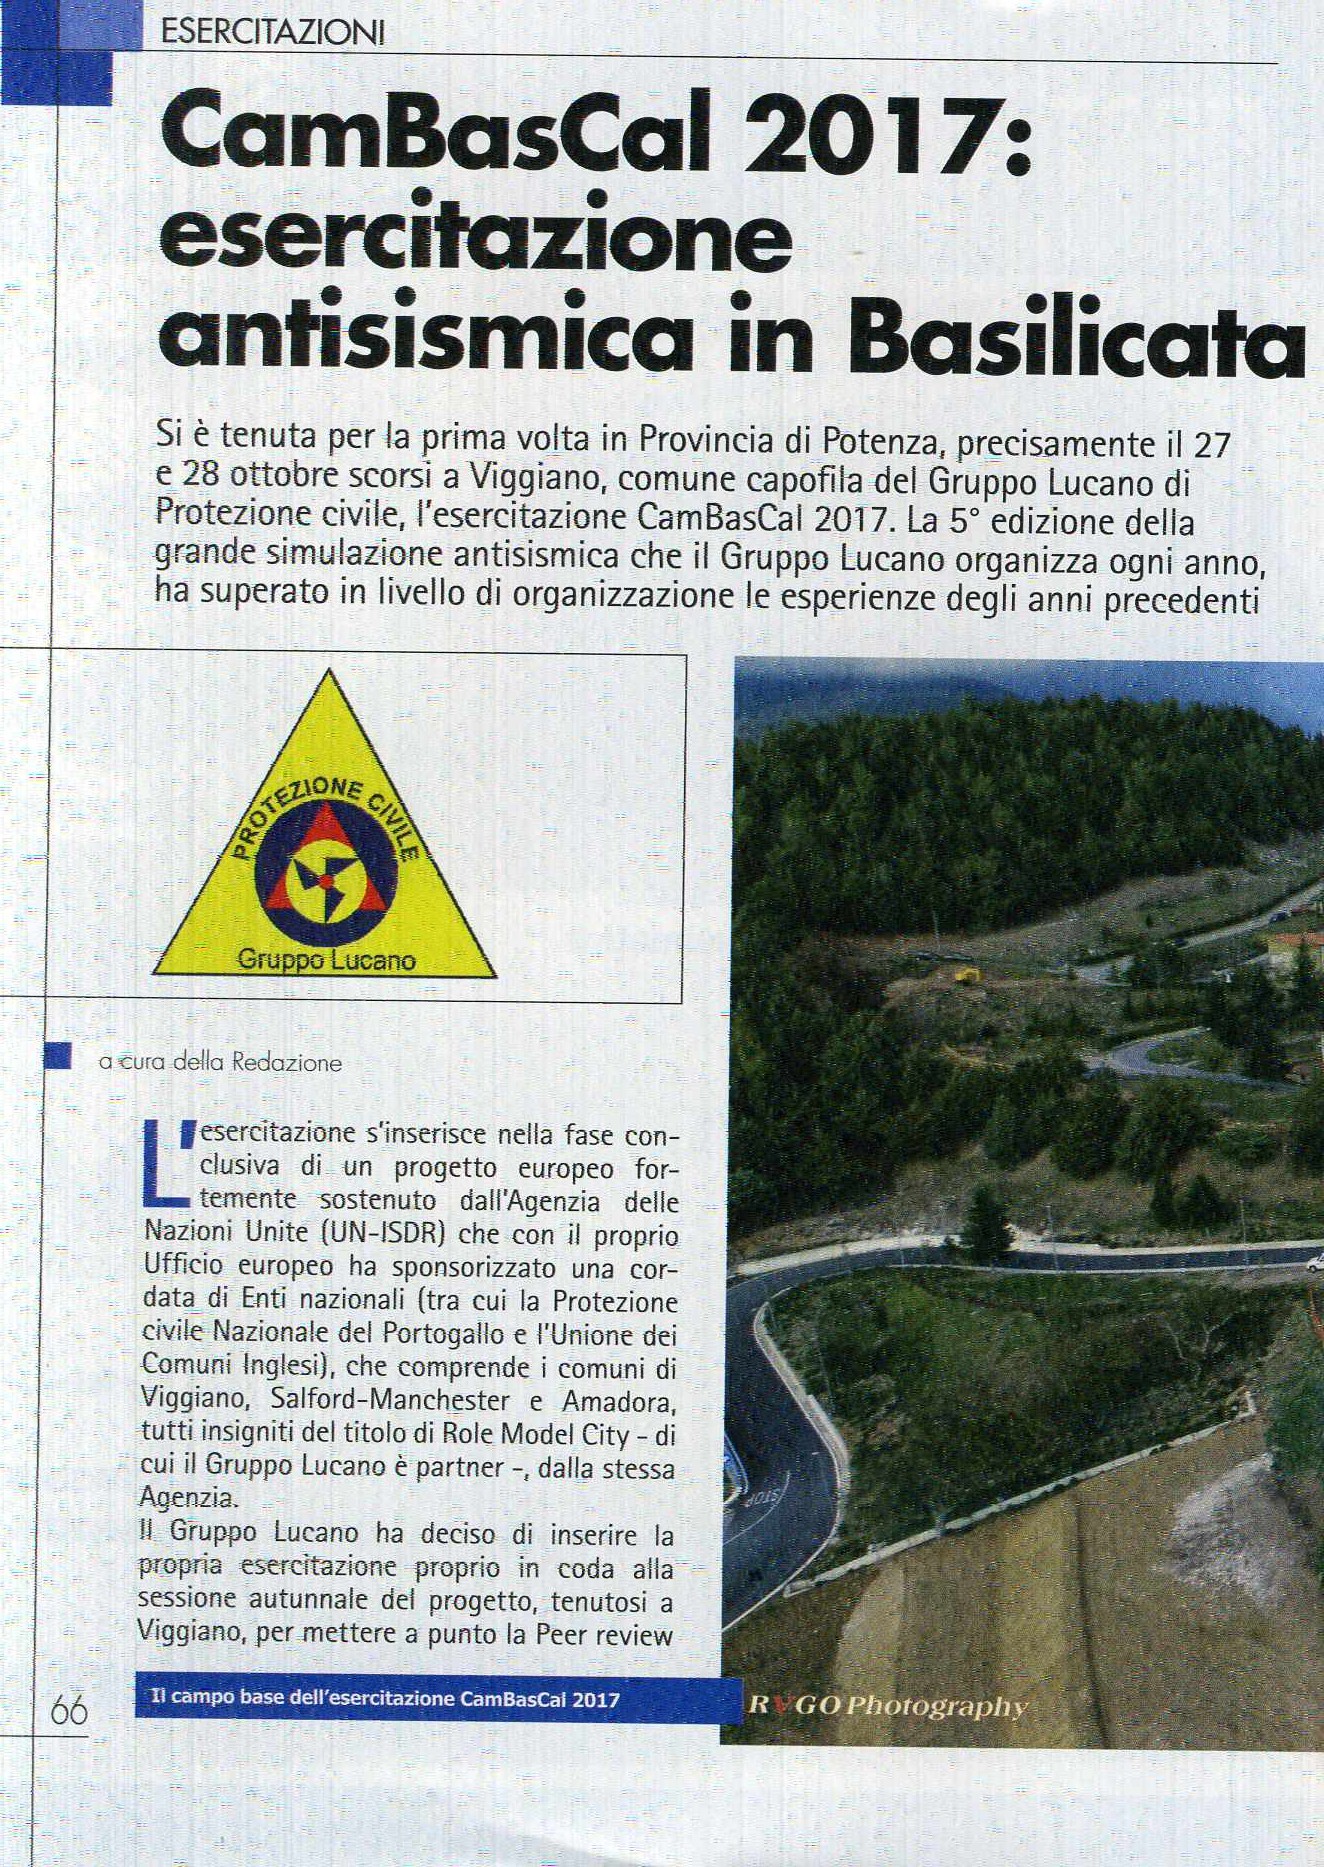 ESERCITAZIONI
CamBasCal 2017:
esercitazione
antisismica in Basilicata
Si è tenuta per la prima volta in Provincia di Potenza, precisamente il 27
e 28 ottobre scorsi a Viggiano, comune capofila del Gruppo Lucano di
Protezione civile, l'esercitazione CamBasCal 2017. La 5° edizione della
grande simulazione antisismica che il Gruppo Lucano organizza ogni anno,
ha superato in livello di organizzazione le esperienze degli anni precedenti
PROTEZIONE CIVILE
Gruppo Lucano
a cura della Redazione
L'esercitazione s'inserisce nella fase con-
clusiva di un progetto europeo for-
temente sostenuto dall'Agenzia delle
Nazioni Unite (UN-ISDR) che con il proprio
Ufficio europeo ha sponsorizzato una cor-
data di Enti nazionali (tra cui la Protezione
civile Nazionale del Portogallo e l'Unione dei
Comuni Inglesi), che comprende i comuni di
Viggiano, Salford-Manchester e Amadora,
tutti insigniti del titolo di Role Model City - di
cui il Gruppo Lucano è partner -, dalla stessa
Agenzia.
Il Gruppo Lucano ha deciso di inserire la
propria esercitazione proprio in coda alla
sessione autunnale del progetto, tenutosi a
Viggiano, per mettere a punto la Peer review
STOP
66
Il campo base dell'esercitazione CamBasCal 2017
RVGO Photography